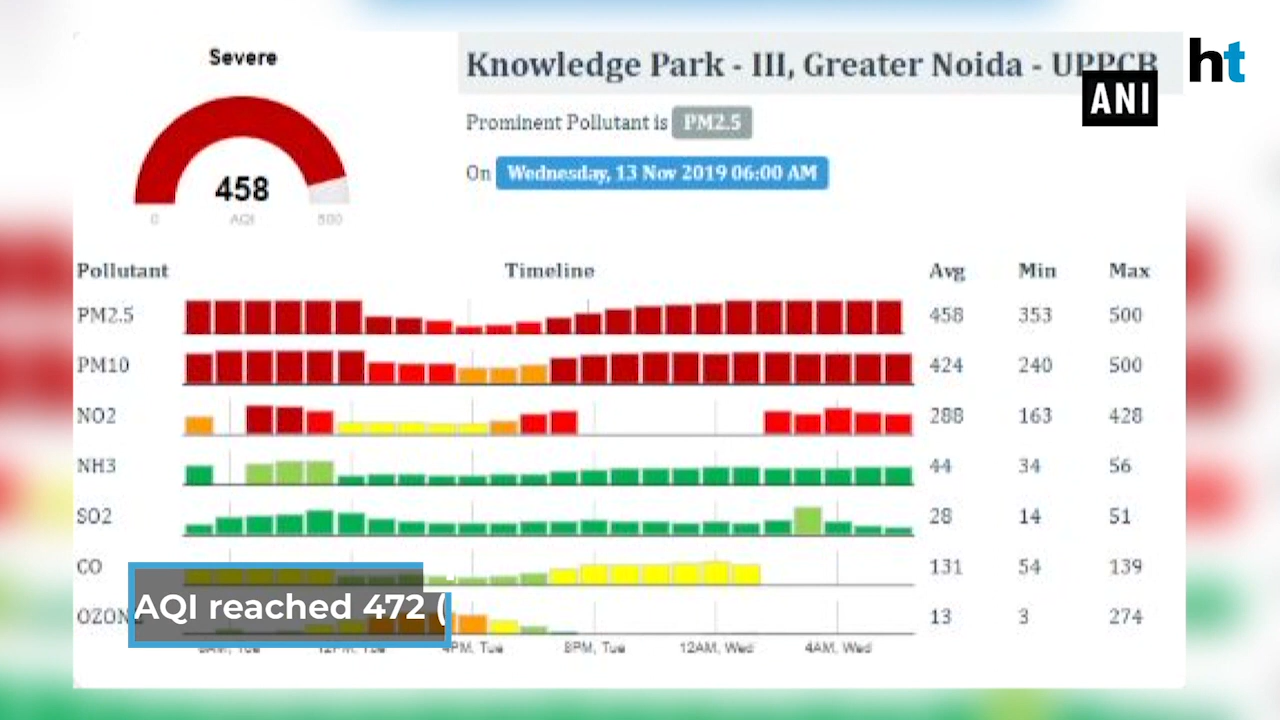 Severe
Knowledge Park - III, Greater Noida - UPPCB
ht
ANI
Prominent Pollutant is PM2.5
On Wednesday, 13 Nov 2019 06:00 AM
458
0 AQI 500
Pollutant Timeline Avg Min Max
PM2.5 458 353 500
PM10 424 240 500
NO2 288 163 428
NH3 44 34 56
SO2 28 14 51
CO 131 54 139
AQI reached 472 (
13 3 274
4PM, Tue 8PM, Tue 12AM, Wed 4AM, Wed